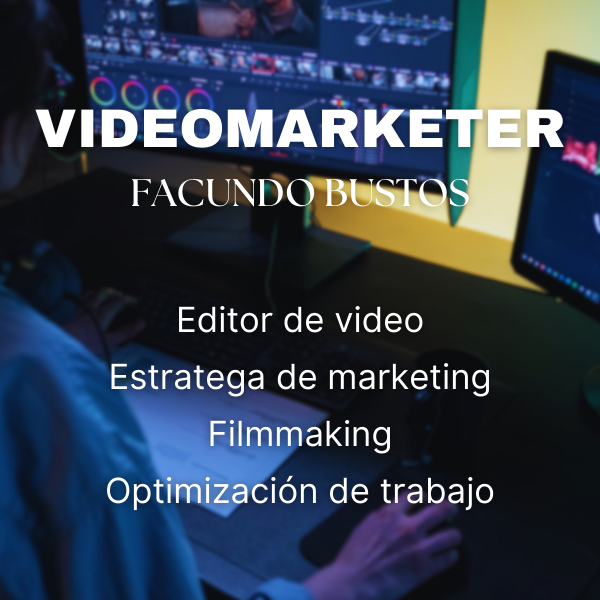 VIDEOMARKETER
FACUNDO BUSTOS
Editor de video
Estratega de marketing
Filmmaking
Optimización de trabajo